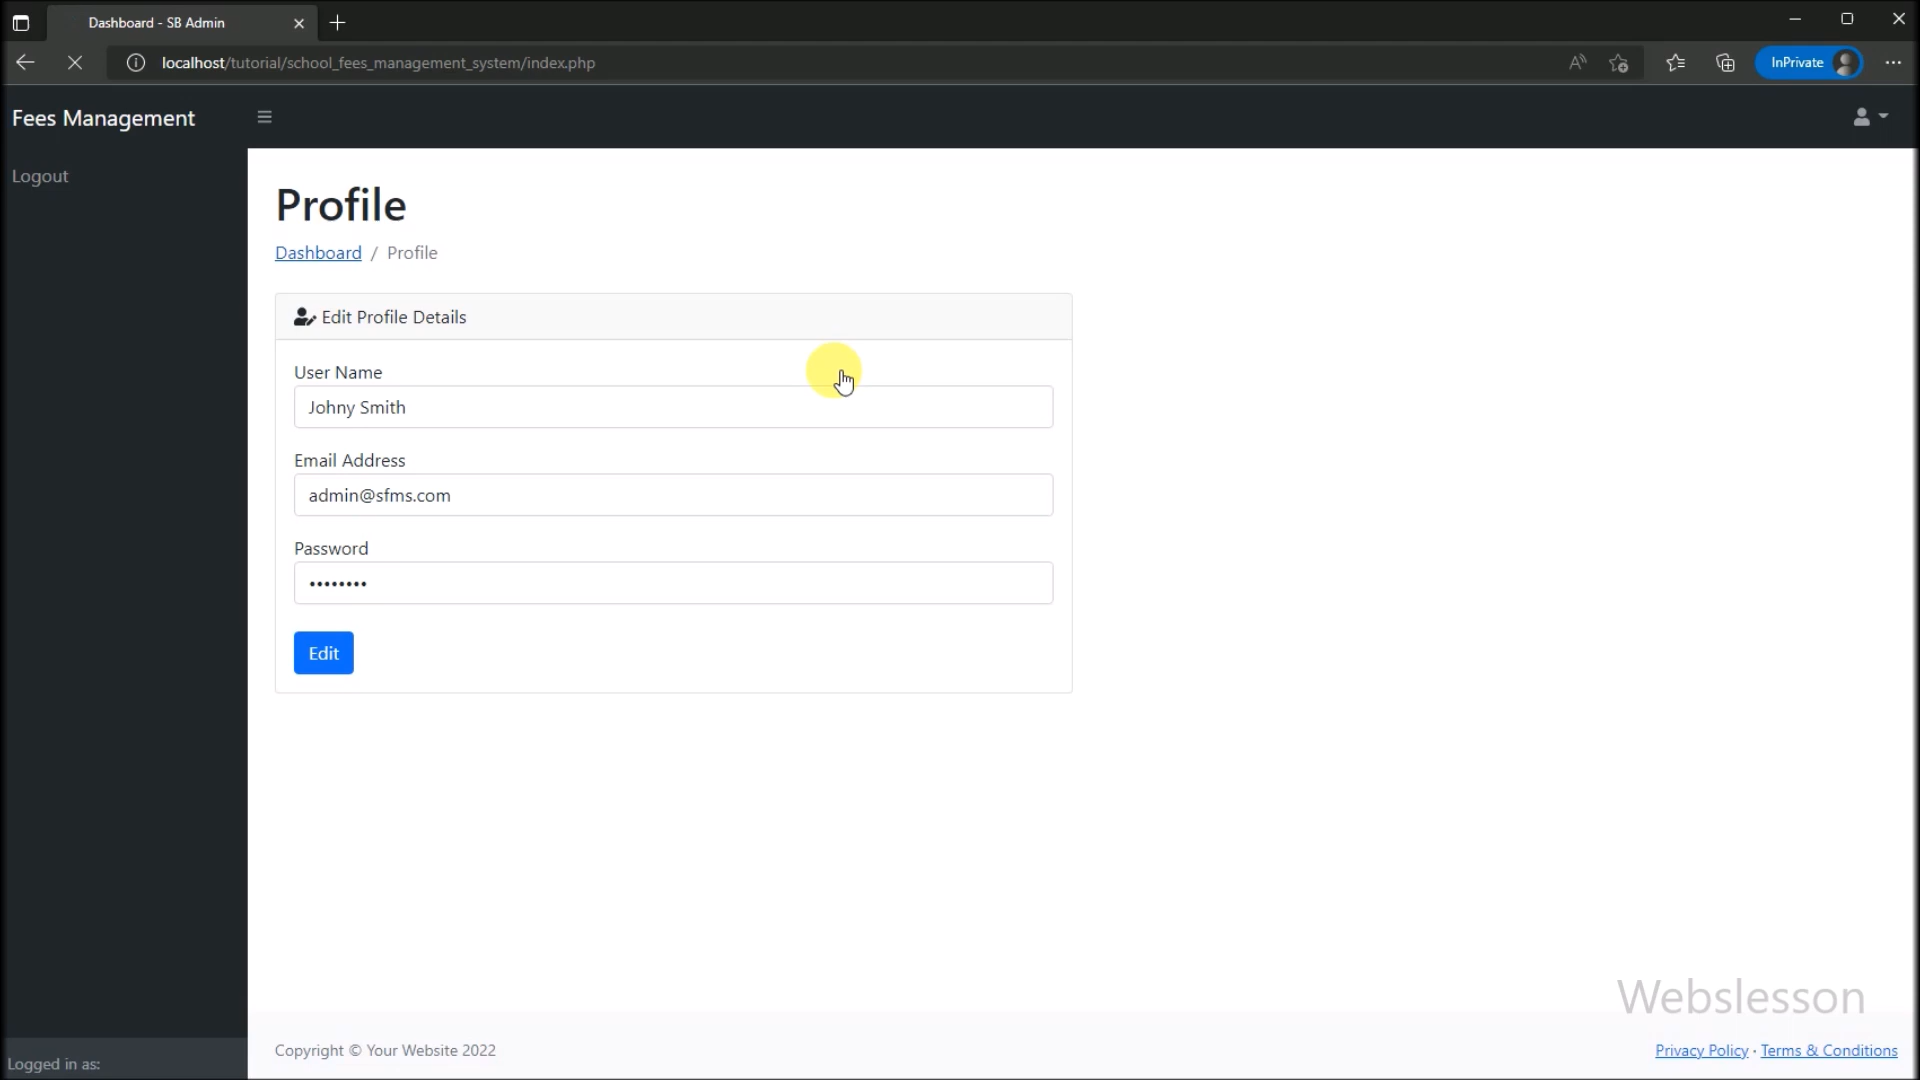 Dashboard - SB Admin
localhost/tutorial/school_fees_management_system/index.php
InPrivate
Fees Management
Logout
Profile
Dashboard / Profile
Edit Profile Details
User Name
Johny Smith
Email Address
admin@sfms.com
Password
••••••••
Edit
Webslesson
Logged in as:
Copyright © Your Website 2022
Privacy Policy · Terms & Conditions